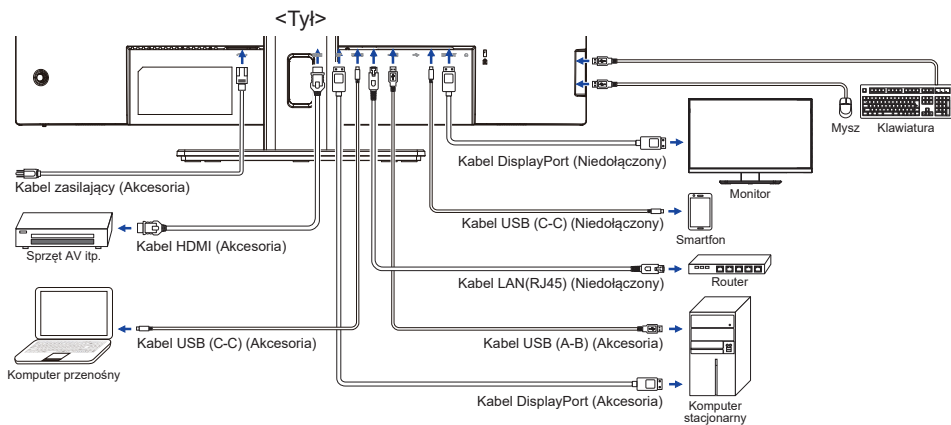 <Tył>
Mysz
Klawiatura
Kabel DisplayPort (Niedołączony)
Monitor
Kabel zasilający (Akcesoria)
Kabel USB (C-C) (Niedołączony)
Smartfon
Kabel HDMI (Akcesoria)
Sprzęt AV itp.
Kabel LAN(RJ45) (Niedołączony)
Router
Kabel USB (C-C) (Akcesoria)
Kabel USB (A-B) (Akcesoria)
Komputer przenośny
Kabel DisplayPort (Akcesoria)
Komputer
stacjonarny